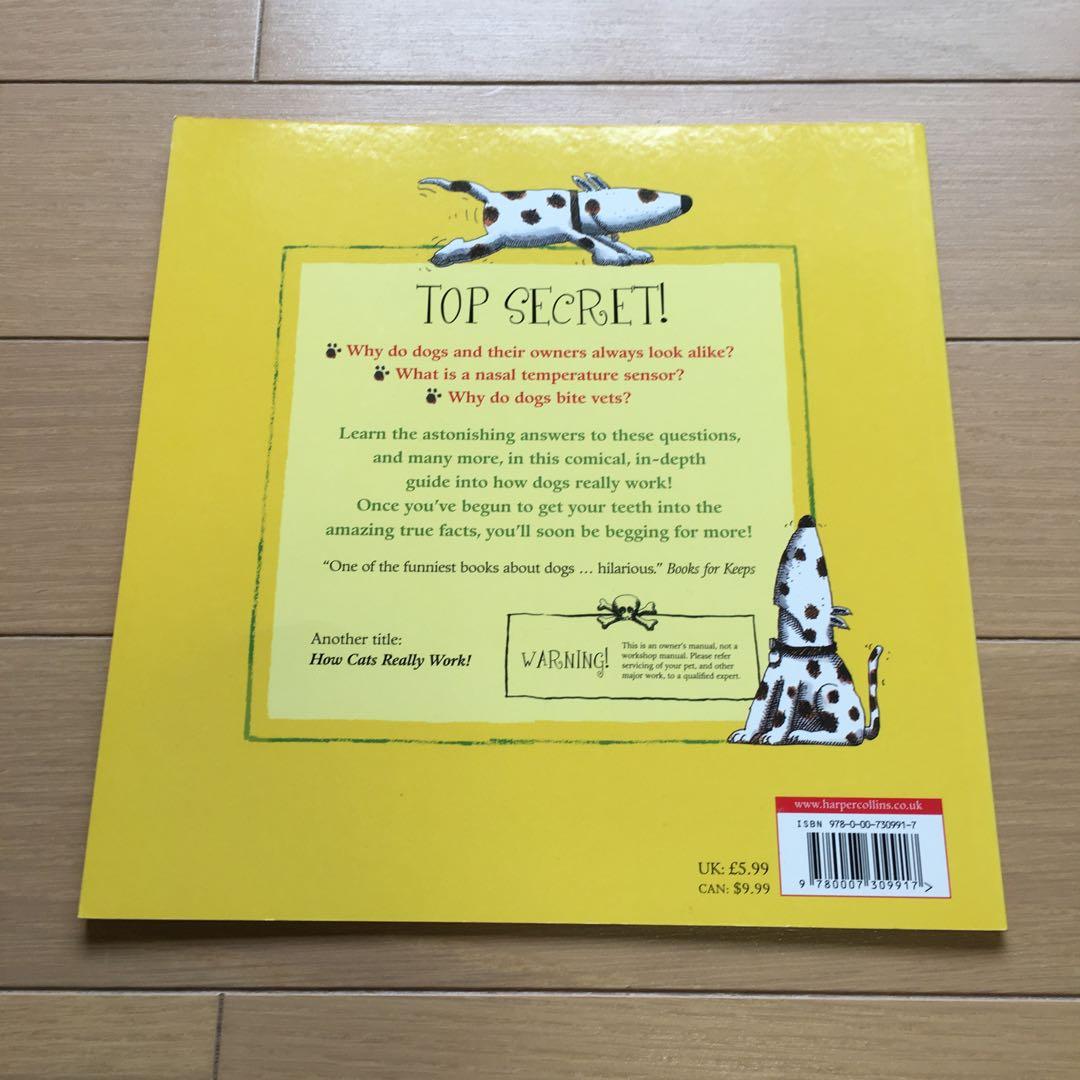 TOP SECRET!
Why do dogs and their owners always look alike?
What is a nasal temperature sensor?
Why do dogs bite vets?
Learn the astonishing answers to these questions,
and many more, in this comical, in-depth
guide into how dogs really work!
Once you've begun to get your teeth into the
amazing true facts, you'll soon be begging for more!
“One of the funniest books about dogs … hilarious.” Books for Keeps
Another title:
How Cats Really Work!
WARNING!
This is an owner's manual, not a
workshop manual. Please refer
servicing of your pet, and other
major work, to a qualified expert.
www.harpercollins.co.uk
ISBN 978-0-00-730991-7
9 780007 309917 >
UK: £5.99
CAN: $9.99